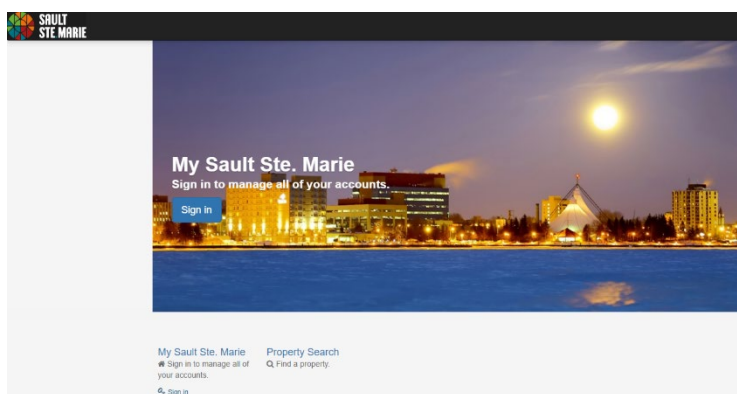 SAULT
STE MARIE
My Sault Ste. Marie
Sign in to manage all of your accounts.
Sign in
My Sault Ste. Marie
Sign in to manage all of
your accounts.
Sign in
Property Search
Find a property.